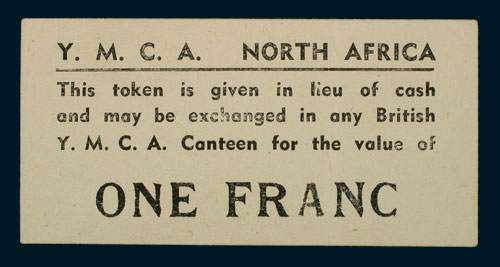 Y. M. C. A. NORTH AFRICA
This token is given in lieu of cash
and may be exchanged in any British
Y. M. C. A. Canteen for the value of
ONE FRANC